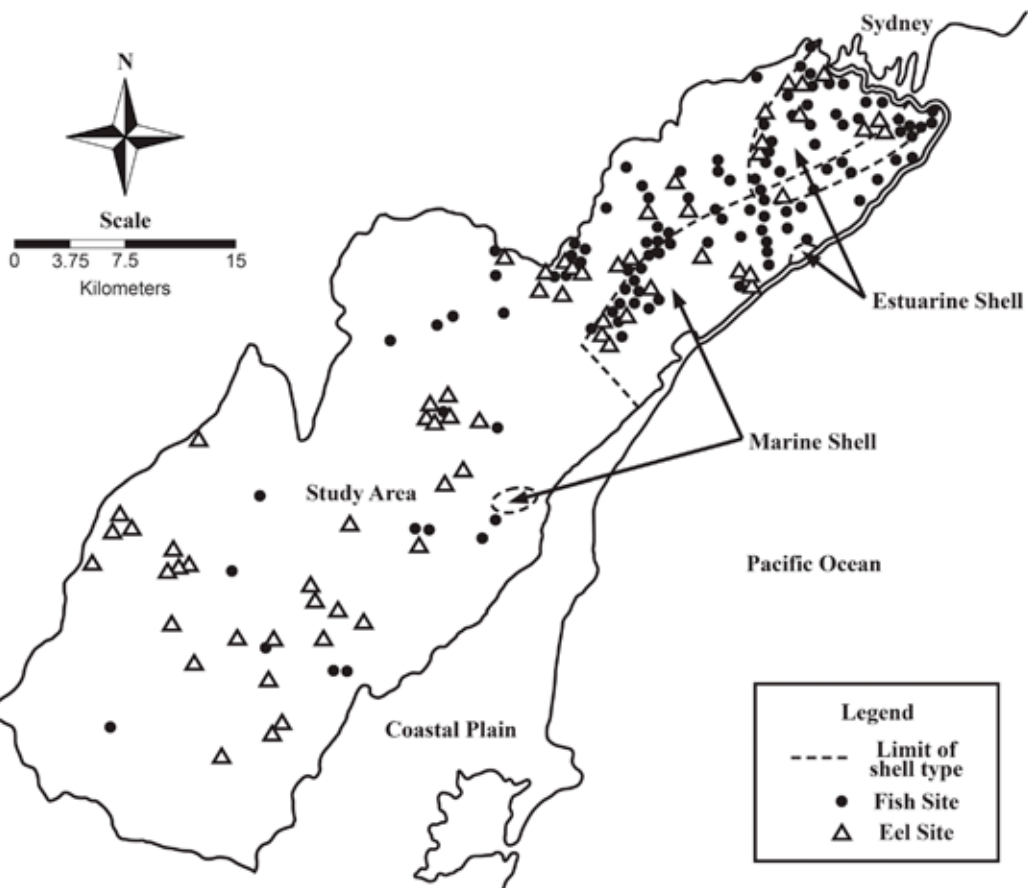 Sydney
N
Scale
0 3.75 7.5 15
Kilometers
Estuarine Shell
Marine Shell
Study Area
Pacific Ocean
Coastal Plain
Legend
Limit of
shell type
Fish Site
Eel Site